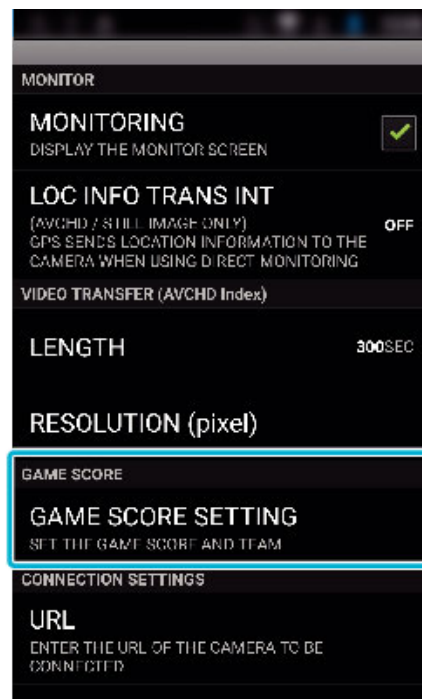 MONITOR
MONITORING
DISPLAY THE MONITOR SCREEN
LOC INFO TRANS INT
(AVCHD / STILL IMAGE ONLY)
OFF
GPS SENDS LOCATION INFORMATION TO THE
CAMERA WHEN USING DIRECT MONITORING
VIDEO TRANSFER (AVCHD Index)
LENGTH
300SEC
RESOLUTION (pixel)
GAME SCORE
GAME SCORE SETTING
SET THE GAME SCORE AND TEAM
CONNECTION SETTINGS
URL
ENTER THE URL OF THE CAMERA TO BE
CONNECTED